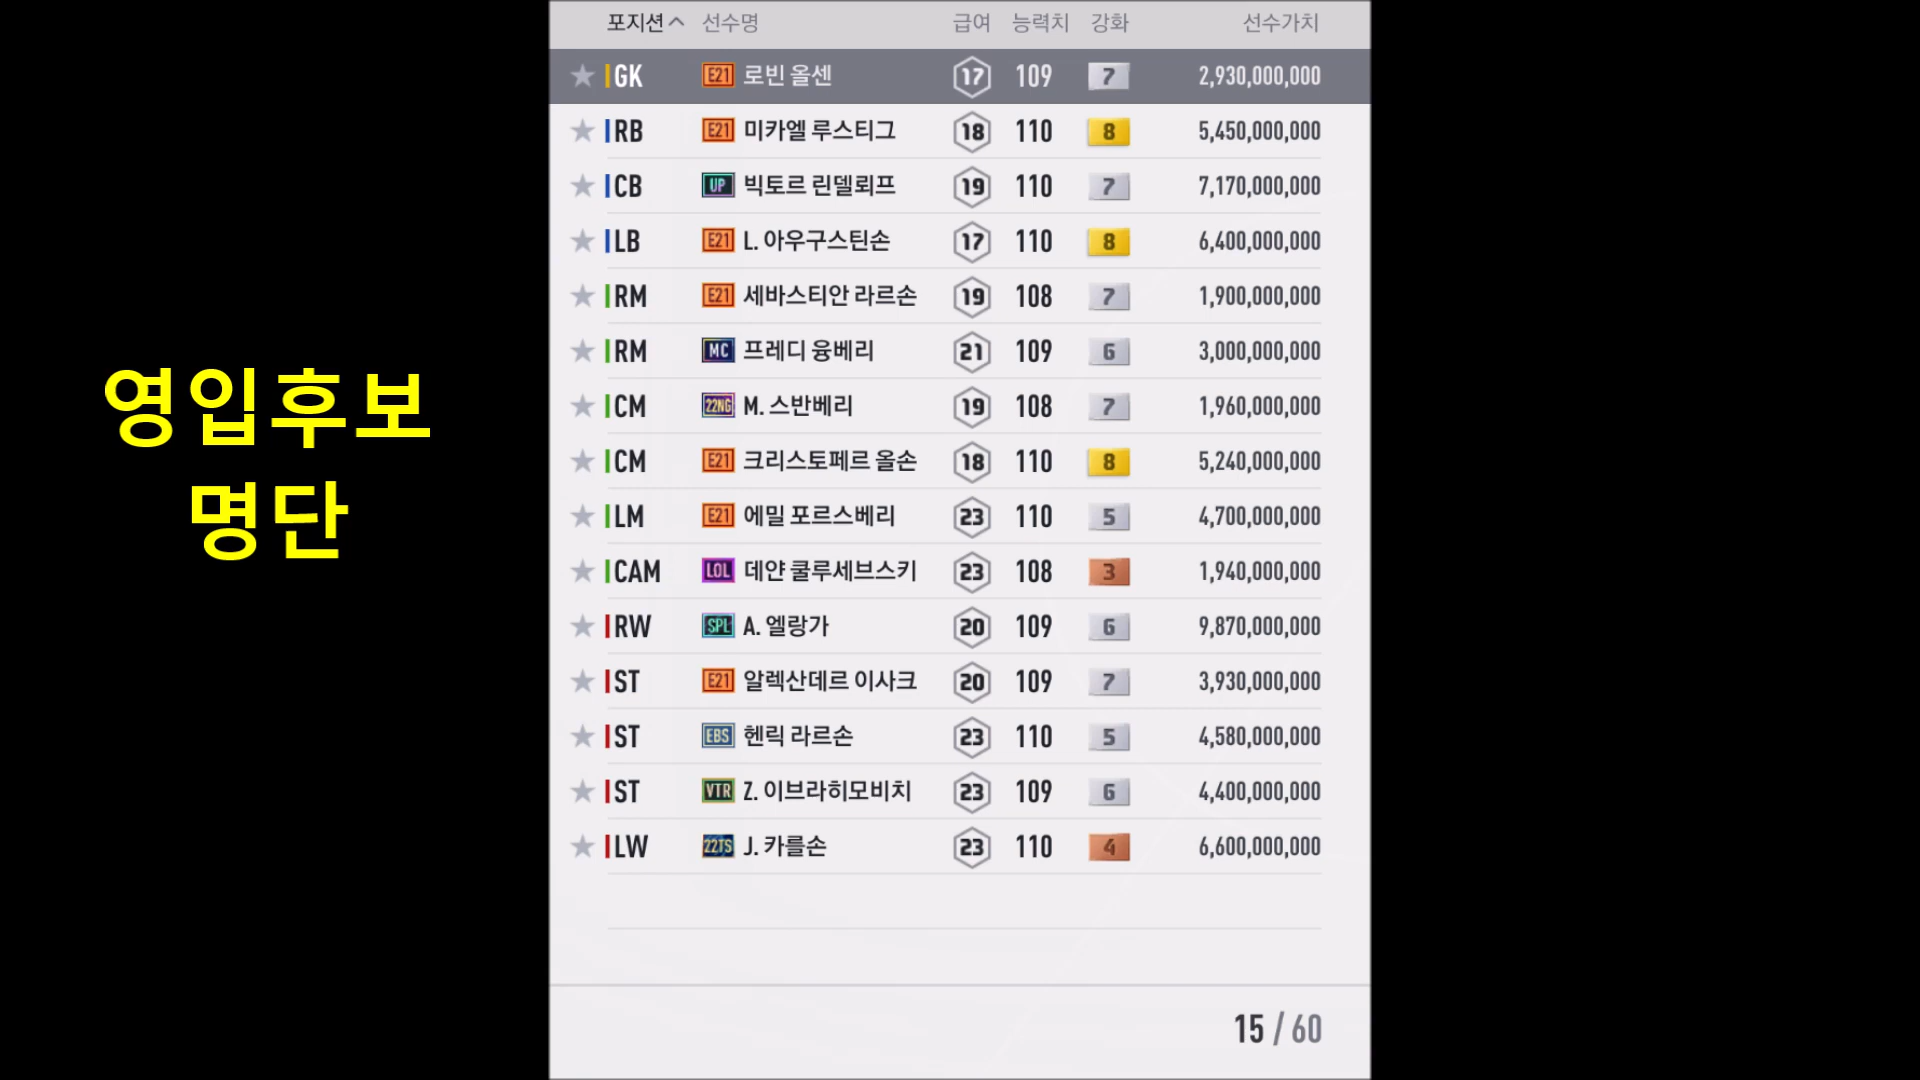 영입후보
명단
포지션 선수명 급여 능력치 강화 선수가치
GK E21 로빈 올센 17 109 7 2,930,000,000
RB E21 미카엘 루스티그 18 110 8 5,450,000,000
CB UP 빅토르 린델뢰프 19 110 7 7,170,000,000
LB E21 L. 아우구스틴손 17 110 8 6,400,000,000
RM E21 세바스티안 라르손 19 108 7 1,900,000,000
RM MC 프레디 융베리 21 109 6 3,000,000,000
CM 22NG M. 스반베리 19 108 7 1,960,000,000
CM E21 크리스토페르 올손 18 110 8 5,240,000,000
LM E21 에밀 포르스베리 23 110 5 4,700,000,000
CAM LOL 데얀 쿨루세브스키 23 108 3 1,940,000,000
RW SPL A. 엘랑가 20 109 6 9,870,000,000
ST E21 알렉산데르 이사크 20 109 7 3,930,000,000
ST EBS 헨릭 라르손 23 110 5 4,580,000,000
ST VTR Z. 이브라히모비치 23 109 6 4,400,000,000
LW 22TS J. 카를손 23 110 4 6,600,000,000
15 / 60